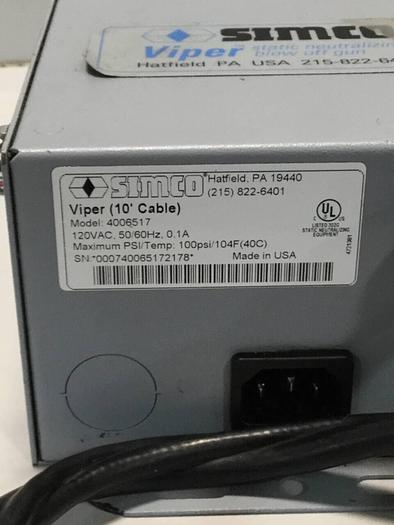 SIMCO
Viper™ static neutralizing
blow off gun
Hatfield PA USA 215-822-64
SIMCO® Hatfield, PA 19440
(215) 822-6401
Viper (10' Cable)
Model: 4006517
120VAC, 50/60Hz, 0.1A
Maximum PSI/Temp: 100psi/104F(40C)
SN:*000740065172178*
Made in USA
UL
LISTED
STATIC NEUTRALIZING
EQUIPMENT